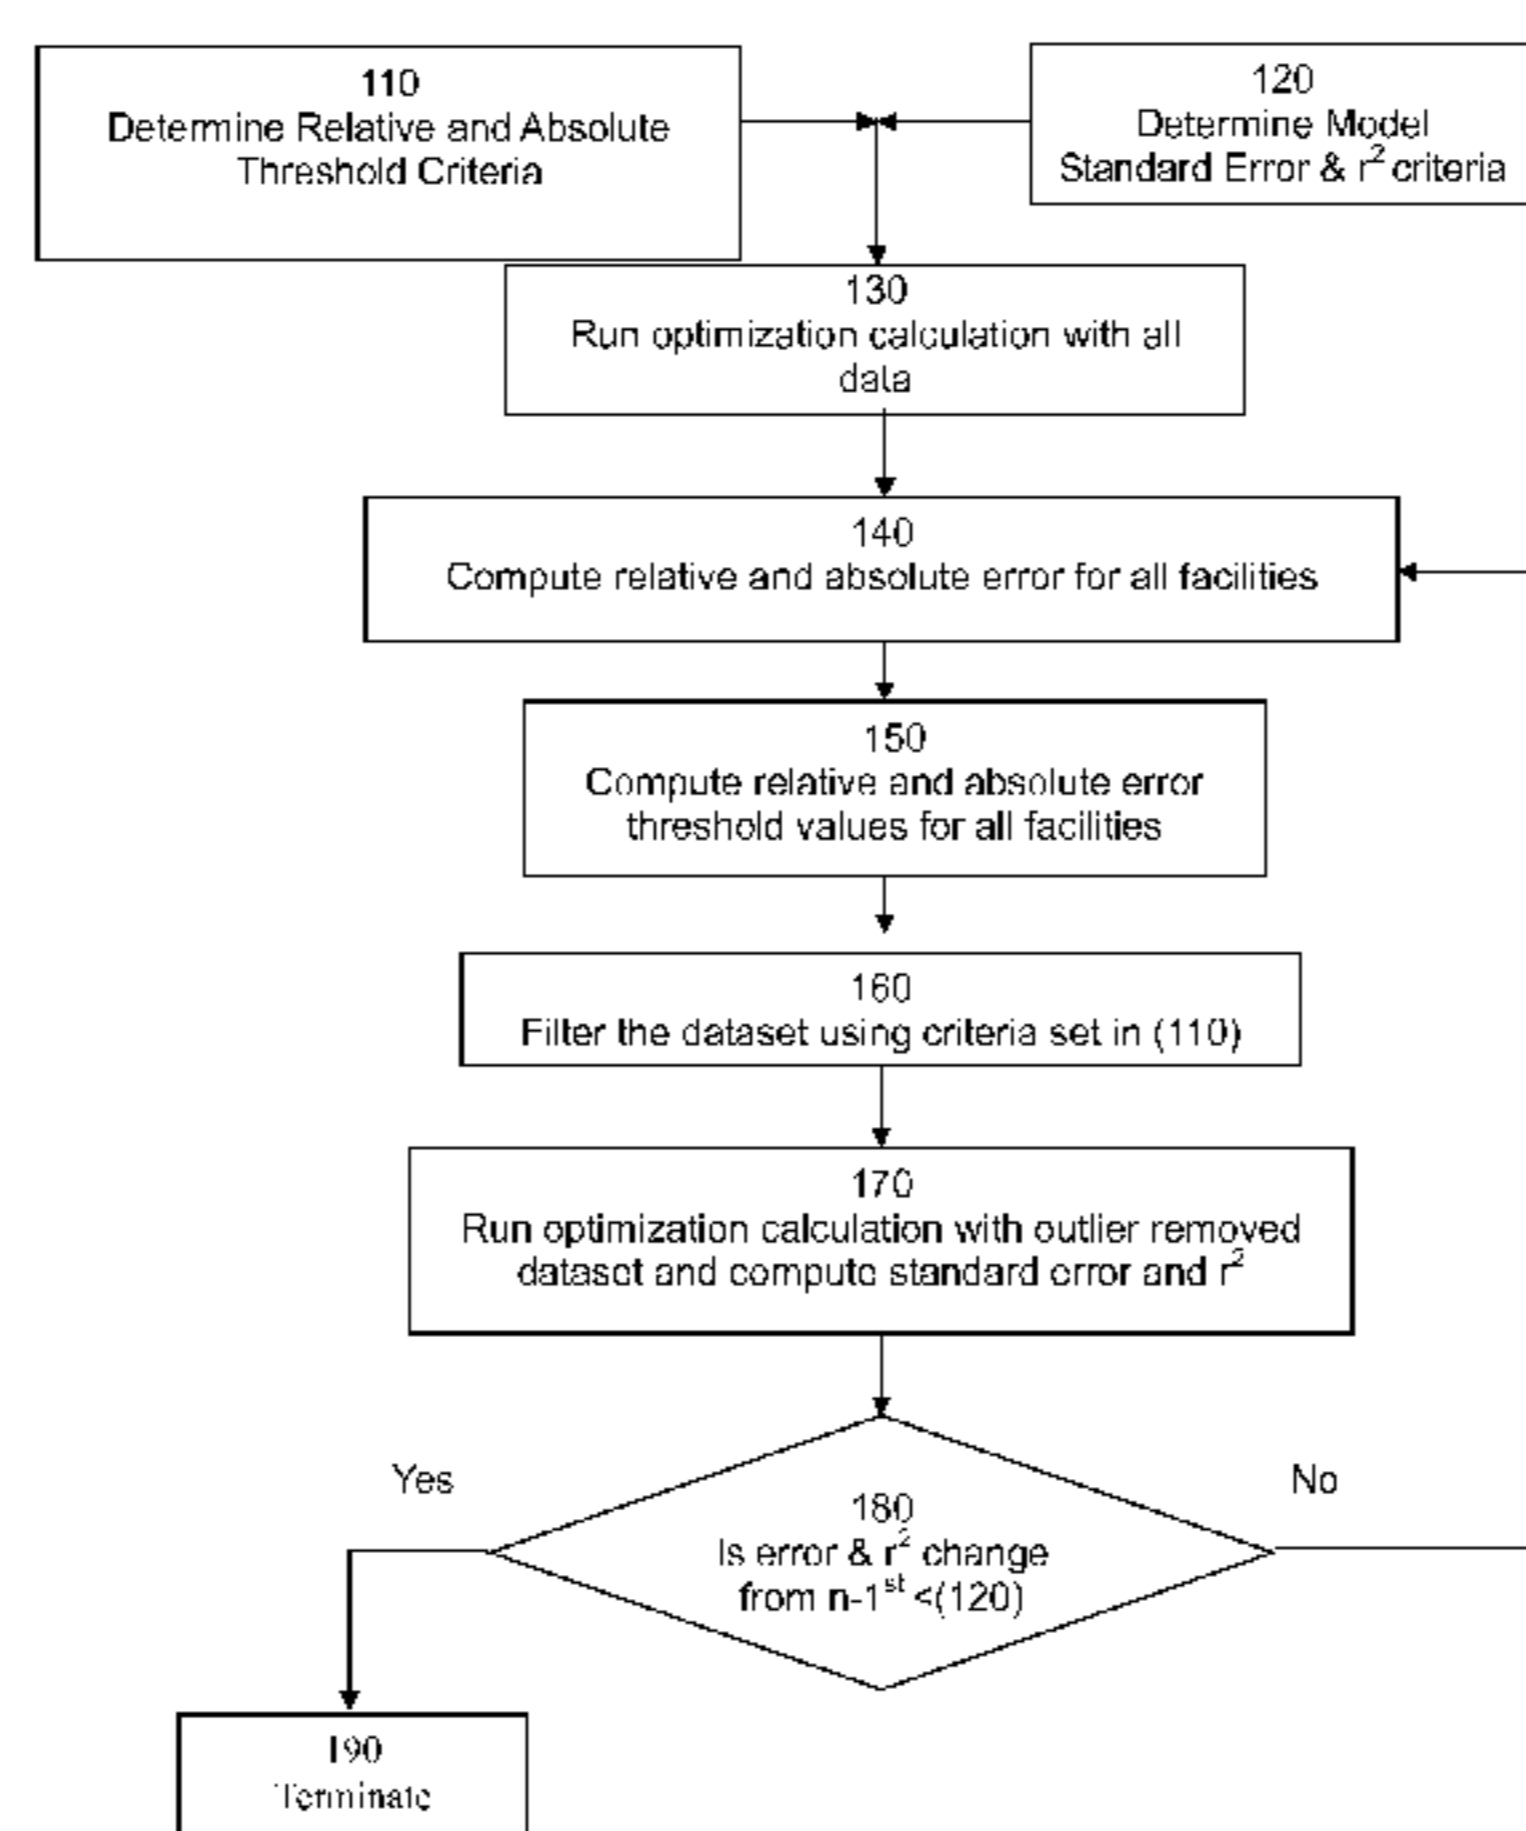 110
Determine Relative and Absolute
Threshold Criteria
120
Determine Model
Standard Error & r² criteria
130
Run optimization calculation with all
data
140
Compute relative and absolute error for all facilities
150
Compute relative and absolute error
threshold values for all facilities
160
Filter the dataset using criteria set in (110)
170
Run optimization calculation with outlier removed
dataset and compute standard error and r²
Yes
No
180
Is error & r² change
from n-1ˢᵗ <(120)
190
Terminate